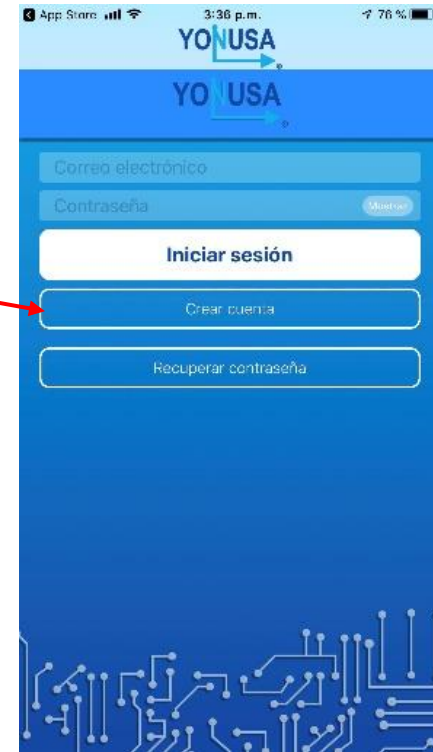 App Store 3:36 p.m. 76 %
YONUSA
YONUSA
Correo electrónico
Contraseña Mostrar
Iniciar sesión
Crear cuenta
Recuperar contraseña